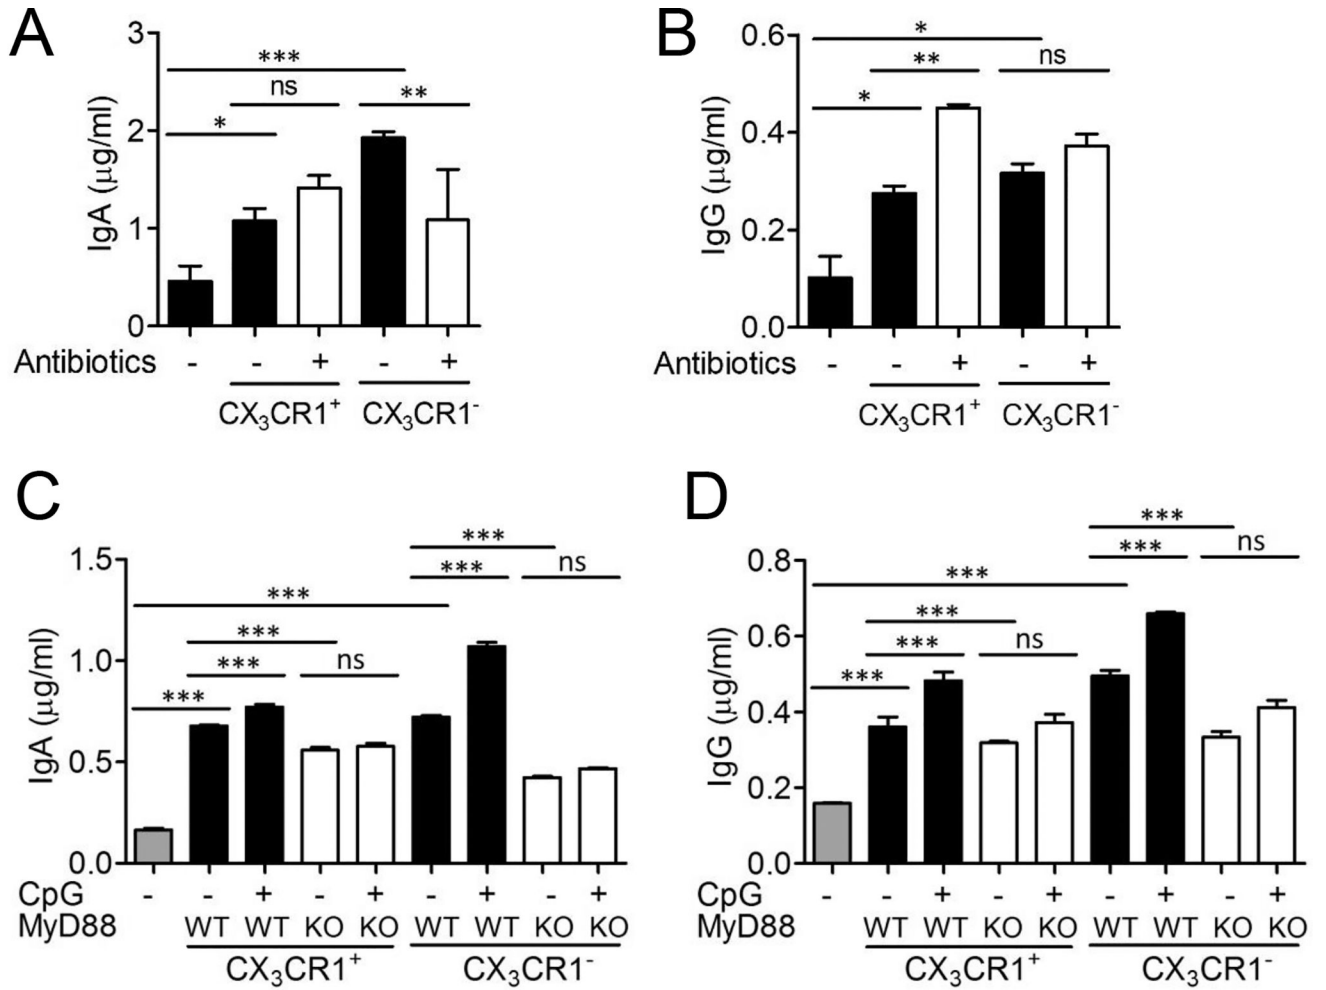 A
3
2
1
0
IgA (µg/ml)
***
ns
**
*
Antibiotics - - + - +
CX₃CR1⁺ CX₃CR1⁻
B
0.6
0.4
0.2
0.0
IgG (µg/ml)
*
** ns
*
Antibiotics - - + - +
CX₃CR1⁺ CX₃CR1⁻
C
1.5
1.0
0.5
0.0
IgA (µg/ml)
***
*** ns
***
***
*** ns
***
CpG - - + - + - + - +
MyD88 WT WT KO KO WT WT KO KO
CX₃CR1⁺ CX₃CR1⁻
D
0.8
0.6
0.4
0.2
0.0
IgG (µg/ml)
***
*** ns
***
***
*** ns
***
CpG - - + - + - + - +
MyD88 WT WT KO KO WT WT KO KO
CX₃CR1⁺ CX₃CR1⁻